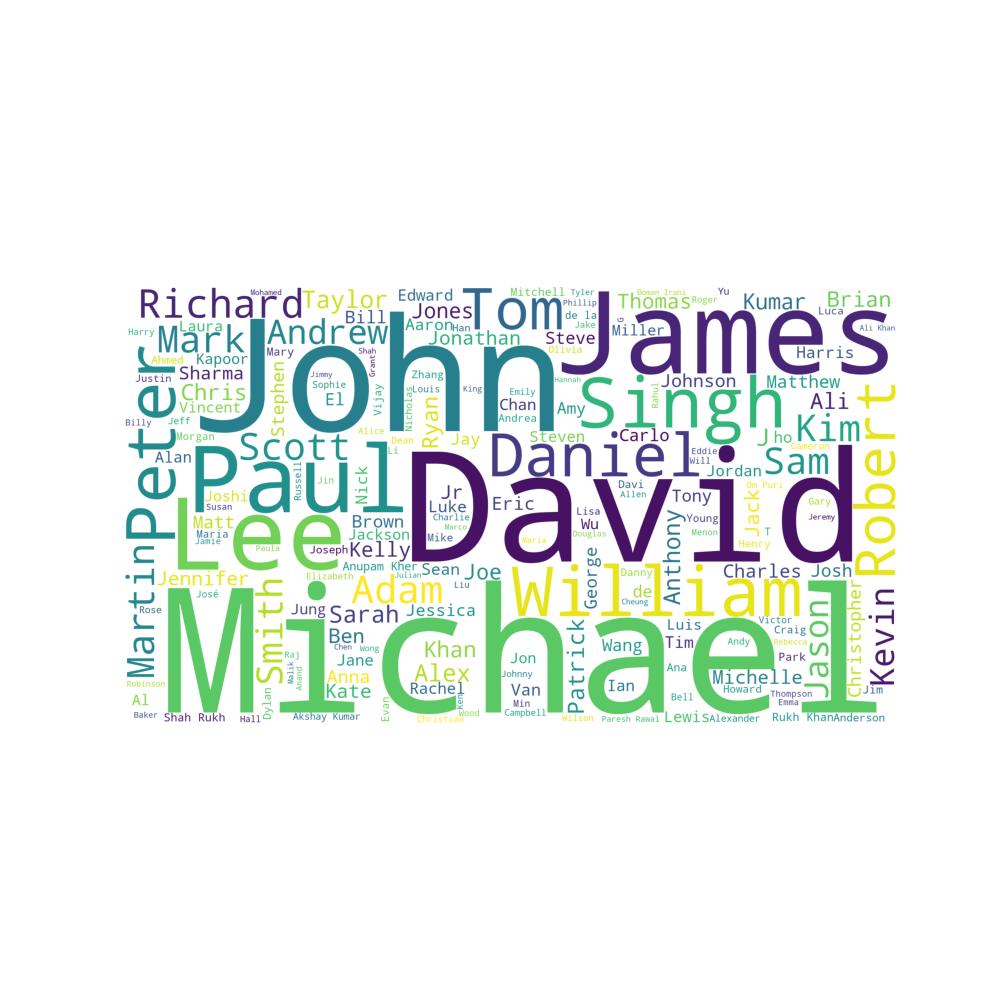 Mohamed
Richard
Taylor
Edward
Tom
Mitchell
Tyler
Phillip
Boman Irani
Roger
Yu
Bill
Jones
de la
Thomas
Kumar
Brian
Luca
Harry
Laura
Mark
Andrew
Aaron
Han
Jonathan
Steve
Jake
G
Miller
James
Ali Khan
Ahmed
Kapoor
Mary
Shah
Grant
Olivia
Harris
Justin
Sharma
Jimmy
Sophie
El
Zhang
Louis
King
Hannah
Johnson
Matthew
Chris
Vincent
Stephen
John
Vijay
Nicholas
Ryan
Emily
Chan
Andrea
Amy
Singh
Rahul
Ali
Billy
Jeff
Morgan
Alice
Dean
Jay
Steven
Carlo
Jho
Kim
Peter
Alan
Scott
Li
Daniel
Eddie
Will
Cameron
Jordan
Sam
Robert
Paul
Russell
Jin
Nick
Jr
Eric
Davi
Allen
Tony
Jack
Om Puri
Gary
Joshi
Susan
Luke
Charlie
Marco
Lisa
Wu
Young
T
Jeremy
Matt
Maria
Jamie
Lee
Brown
Jackson
Mike
David
Maria
Douglas
Anthony
Menon
Henry
Martin
Paula
Joseph
Kelly
Anupam Kher
Sean
Joe
Julian
George
Danny
Charles
Josh
Jennifer
Elizabeth
Adam
Liu
William
de
Cheung
Christopher
Kevin
José
Rose
Smith
Jung
Sarah
Jessica
Patrick
Luis
Victor
Craig
Jason
Michael
Ben
Chen
Wong
Khan
Jon
Wang
Tim
Andy
Rebecca
Raj
Jane
Malik
Anand
Anna
Kate
Alex
Rachel
Johnny
Van
Min
Ian
Ana
Park
Michelle
Robinson
Al
Dylan
Evan
Ken
Bell
Howard
Thompson
Emma
Jim
Baker
Shah Rukh
Hall
Akshay Kumar
Christian
Wood
Campbell
Wilson
Paresh Rawal
Lewis
Alexander
Rukh Khan
Anderson